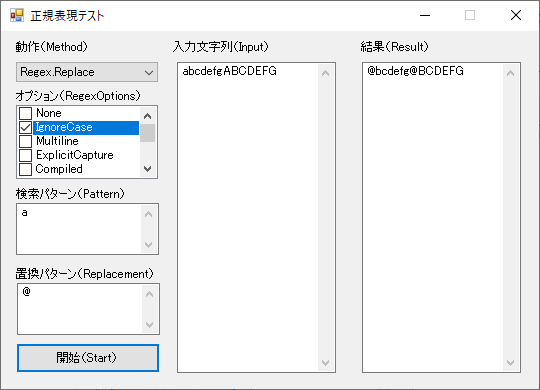 正規表現テスト
動作(Method)
Regex.Replace
オプション(RegexOptions)
None
IgnoreCase
Multiline
ExplicitCapture
Compiled
検索パターン(Pattern)
a
置換パターン(Replacement)
@
開始(Start)
入力文字列(Input)
abcdefgABCDEFG
結果(Result)
@bcdefg@BCDEFG